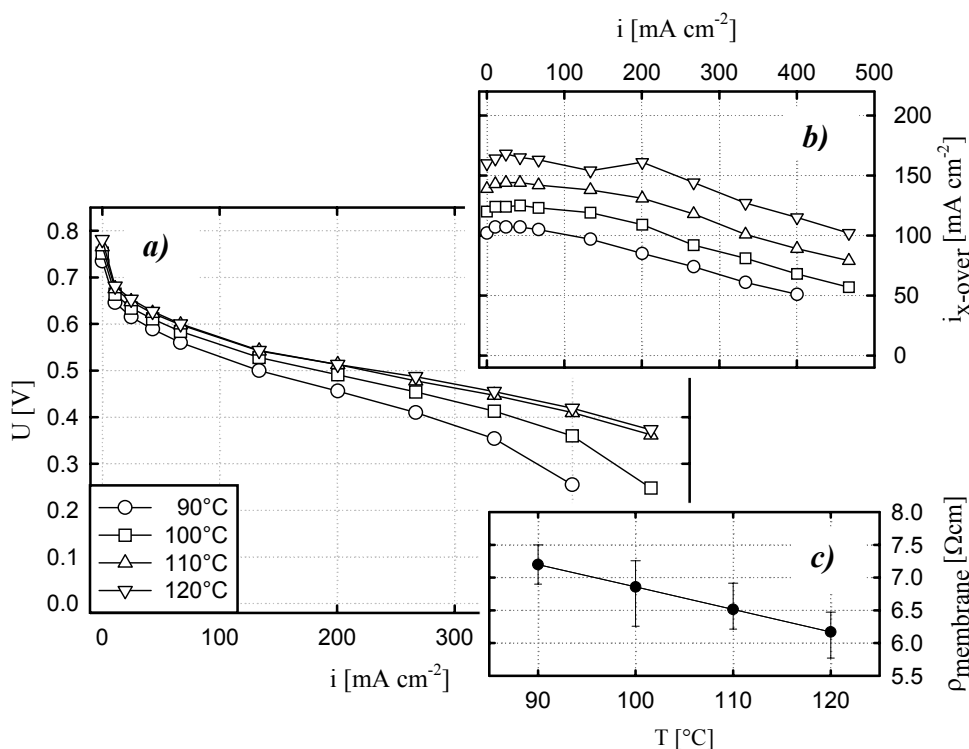 i [mA cm-2]
0 100 200 300 400 500
b)
200
150
100
50
0
ix-over [mA cm-2]
a)
0.8
0.7
0.6
0.5
0.4
0.3
0.2
0.1
0.0
U [V]
90°C
100°C
110°C
120°C
0 100 200 300
i [mA cm-2]
c)
8.0
7.5
7.0
6.5
6.0
5.5
ρmembrane [Ωcm]
90 100 110 120
T [°C]